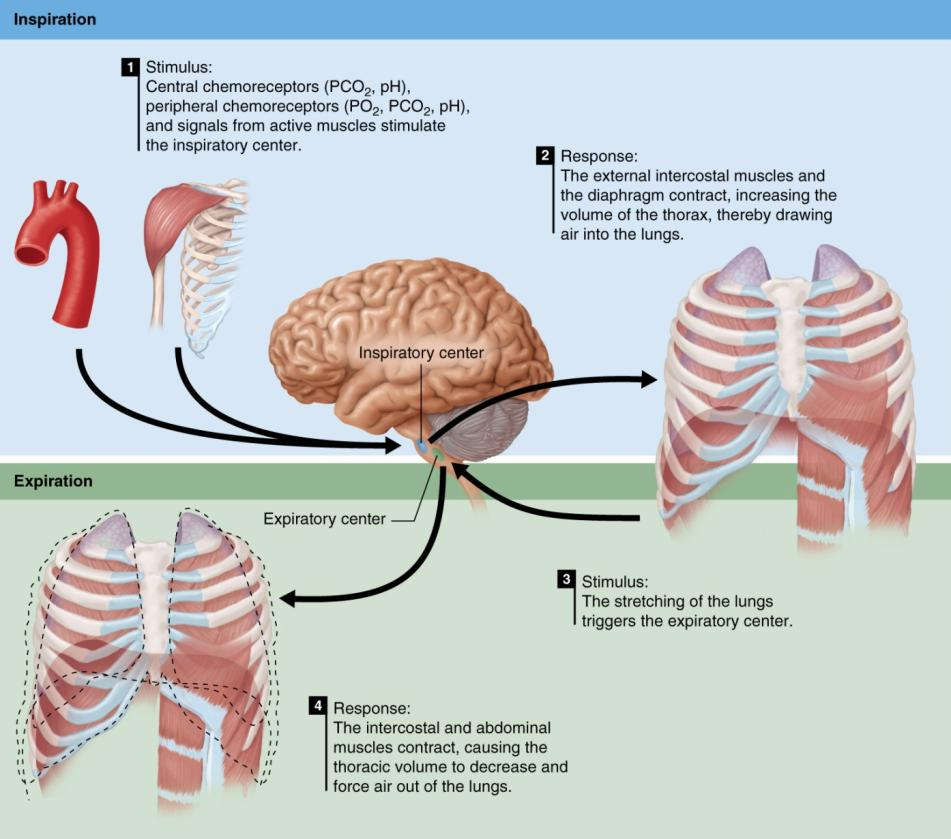 Inspiration
1 Stimulus:
Central chemoreceptors (PCO₂, pH),
peripheral chemoreceptors (PO₂, PCO₂, pH),
and signals from active muscles stimulate
the inspiratory center.
2 Response:
The external intercostal muscles and
the diaphragm contract, increasing the
volume of the thorax, thereby drawing
air into the lungs.
Inspiratory center
Expiration
Expiratory center
3 Stimulus:
The stretching of the lungs
triggers the expiratory center.
4 Response:
The intercostal and abdominal
muscles contract, causing the
thoracic volume to decrease and
force air out of the lungs.